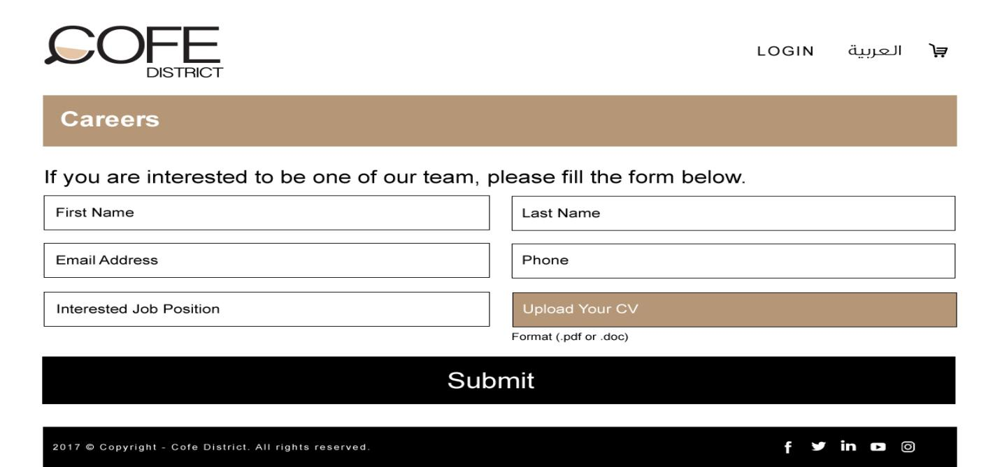 COFE
DISTRICT
LOGIN العربية
Careers
If you are interested to be one of our team, please fill the form below.
First Name Last Name
Email Address Phone
Interested Job Position Upload Your CV
Format (.pdf or .doc)
Submit
2017 © Copyright - Cofe District. All rights reserved.